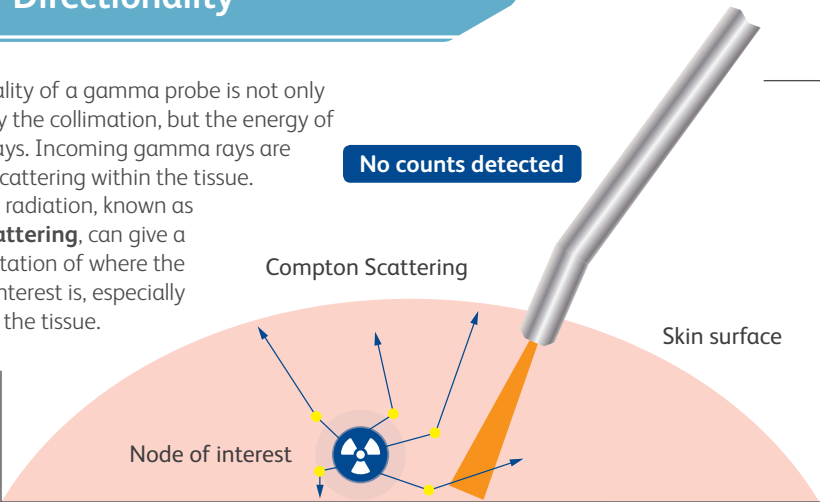 Directionality
ality of a gamma probe is not only
y the collimation, but the energy of
ays. Incoming gamma rays are
cattering within the tissue.
radiation, known as
attering, can give a
tation of where the
nterest is, especially
the tissue.
No counts detected
Compton Scattering
Skin surface
Node of interest